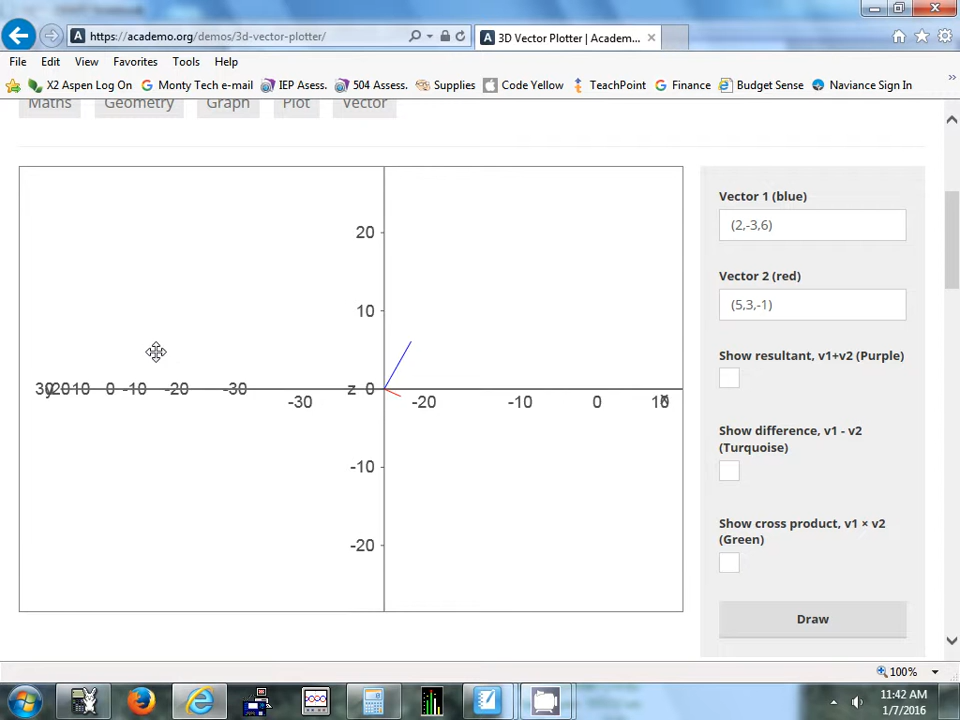 https://academo.org/demos/3d-vector-plotter/
3D Vector Plotter | Academ...
File Edit View Favorites Tools Help
X2 Aspen Log On Monty Tech e-mail IEP Asess. 504 Assess. Supplies Code Yellow TeachPoint Finance Budget Sense Naviance Sign In
Maths Geometry Graph Plot Vector
20
10
30 20 10 0 -10 -20 -30 z 0
y
-30 -20 -10 0 10 x
-10
-20
Vector 1 (blue)
(2,-3,6)
Vector 2 (red)
(5,3,-1)
Show resultant, v1+v2 (Purple)
Show difference, v1 - v2
(Turquoise)
Show cross product, v1 × v2
(Green)
Draw
100%
11:42 AM
1/7/2016